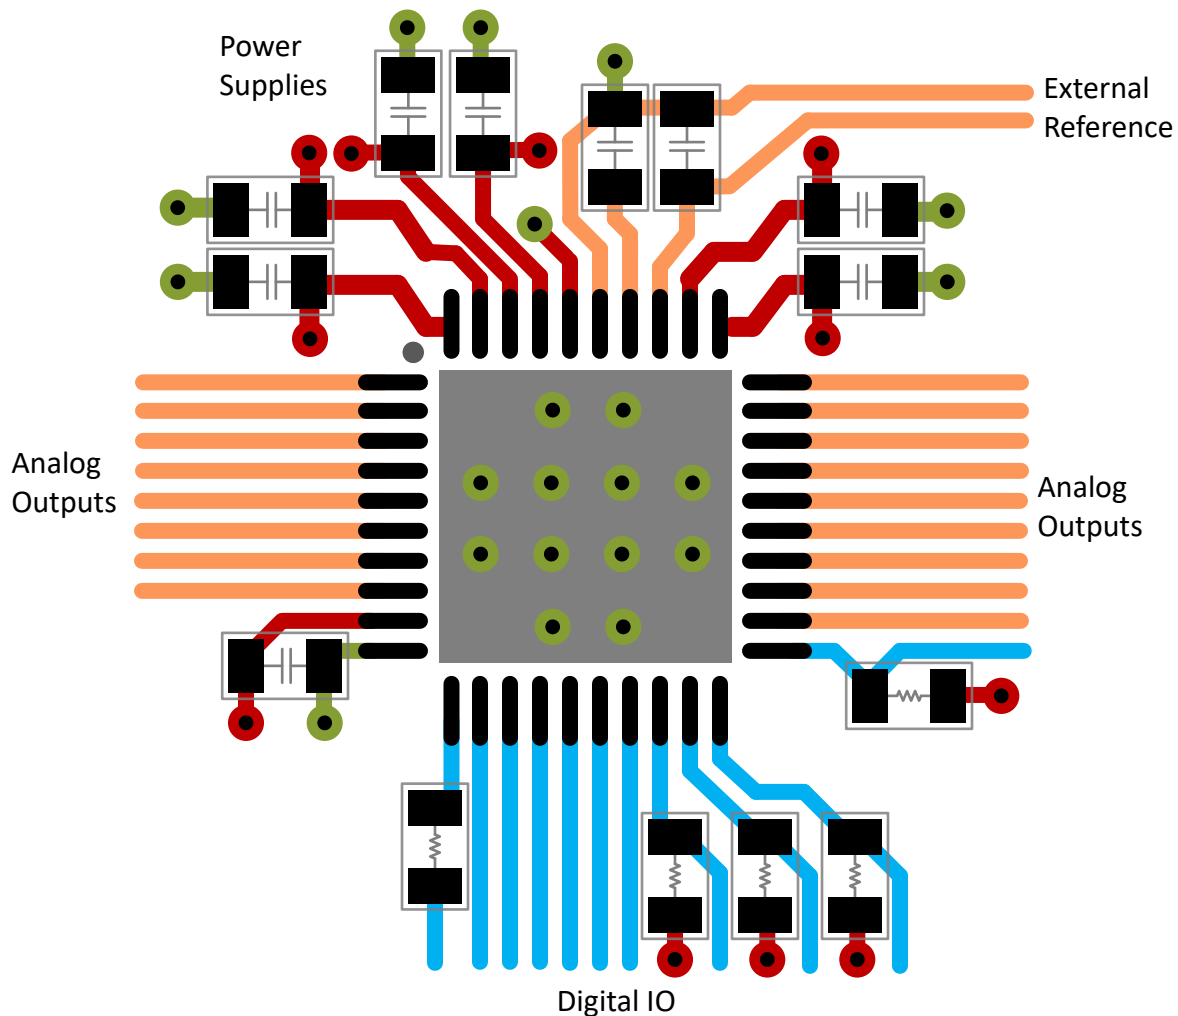 Power
Supplies
External
Reference
Analog
Outputs
Analog
Outputs
Digital IO